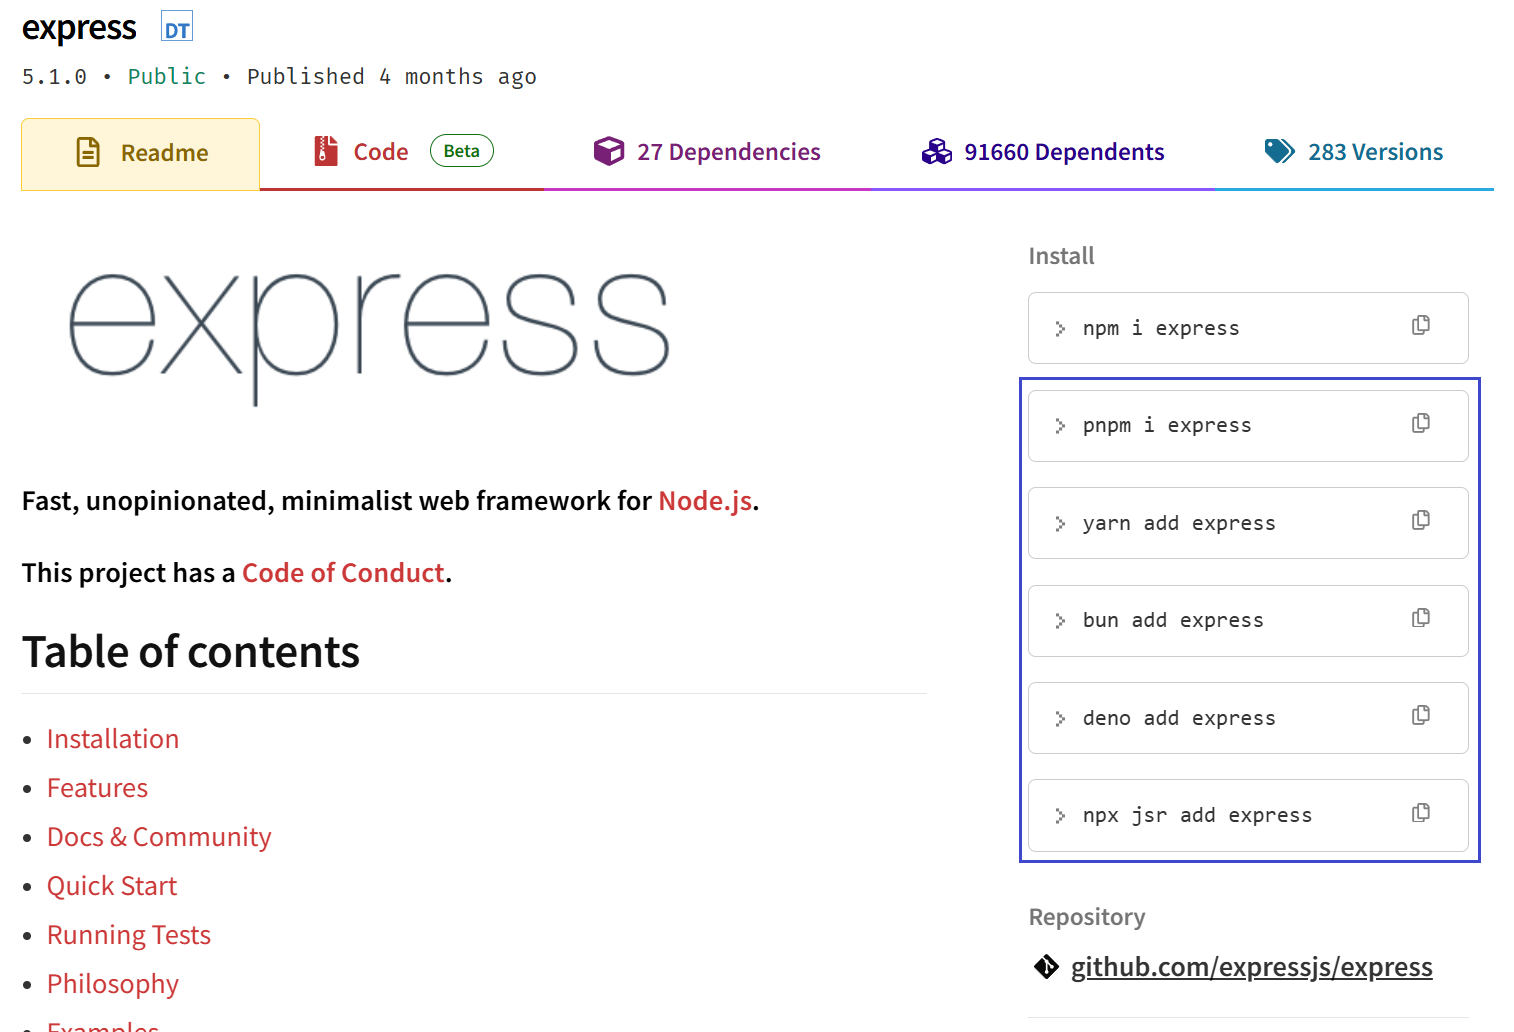 express DT
5.1.0 • Public • Published 4 months ago
Readme
Code Beta
27 Dependencies
91660 Dependents
283 Versions
express
Fast, unopinionated, minimalist web framework for Node.js.
This project has a Code of Conduct.
Table of contents
• Installation
• Features
• Docs & Community
• Quick Start
• Running Tests
• Philosophy
• Examples
Install
> npm i express
> pnpm i express
> yarn add express
> bun add express
> deno add express
> npx jsr add express
Repository
github.com/expressjs/express